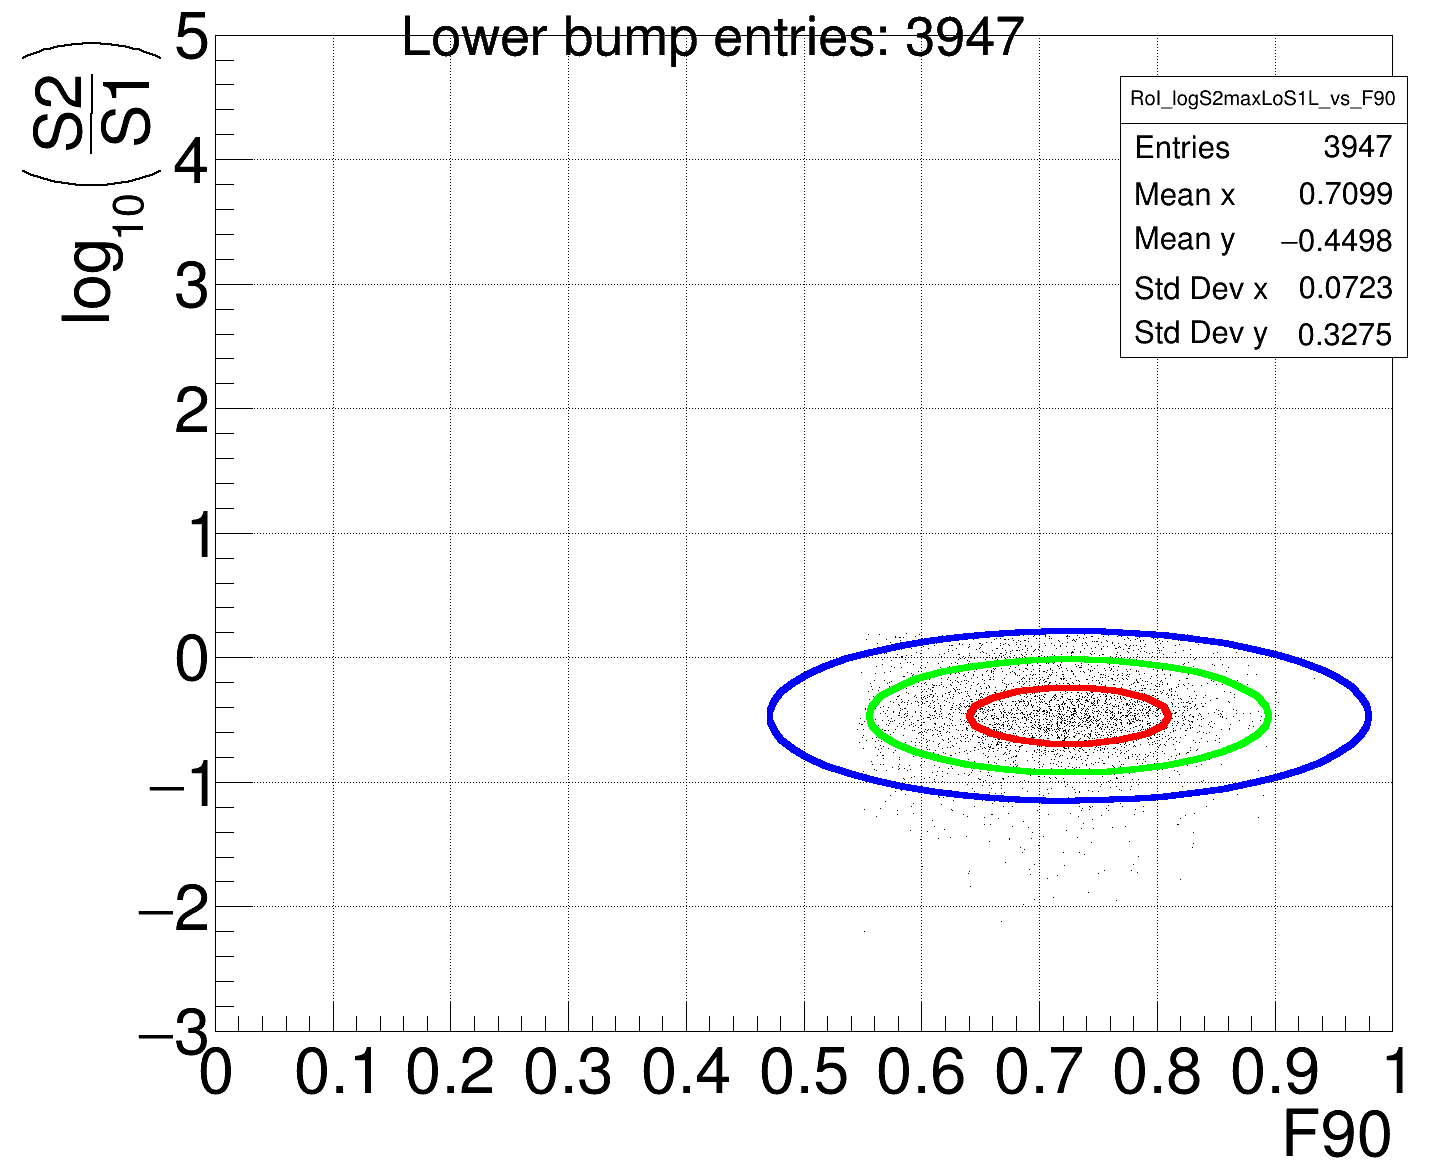 Lower bump entries: 3947
log10 (S2/S1)
5
4
3
2
1
0
−1
−2
−3
RoI_logS2maxLoS1L_vs_F90
Entries 3947
Mean x 0.7099
Mean y −0.4498
Std Dev x 0.0723
Std Dev y 0.3275
0 0.1 0.2 0.3 0.4 0.5 0.6 0.7 0.8 0.9 1
F90